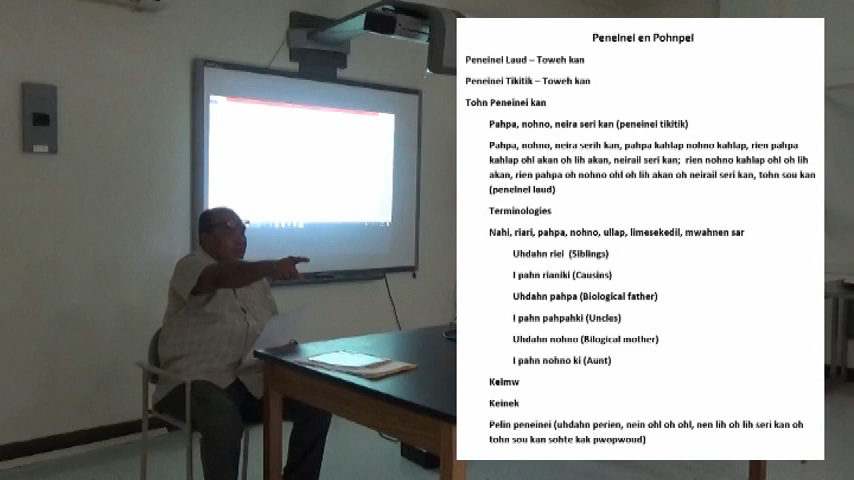 Peneinei en Pohnpei
Peneinei Laud – Toweh kan
Peneinei Tikitik – Toweh kan
Tohn Peneinei kan
Pahpa, nohno, neira seri kan (peneinei tikitik)
Pahpa, nohno, neira serih kan, pahpa kahlap nohno kahlap, rien pahpa
kahlap ohl akan oh lih akan, neirail seri kan; rien nohno kahlap ohl oh lih
akan, rien pahpa oh nohno ohl oh lih akan oh neirail seri kan, tohn sou kan
(peneinei laud)
Terminologies
Nahi, riari, pahpa, nohno, ullap, limesekedil, mwahnen sar
Uhdahn riei (Siblings)
I pahn rianiki (Causins)
Uhdahn pahpa (Biological father)
I pahn pahpahki (Uncles)
Uhdahn nohno (Bilogical mother)
I pahn nohno ki (Aunt)
Keimw
Keinek
Pelin peneinei (uhdahn perien, nein ohl oh ohl, nen lih oh lih seri kan oh
tohn sou kan sohte kak pwopwoud)